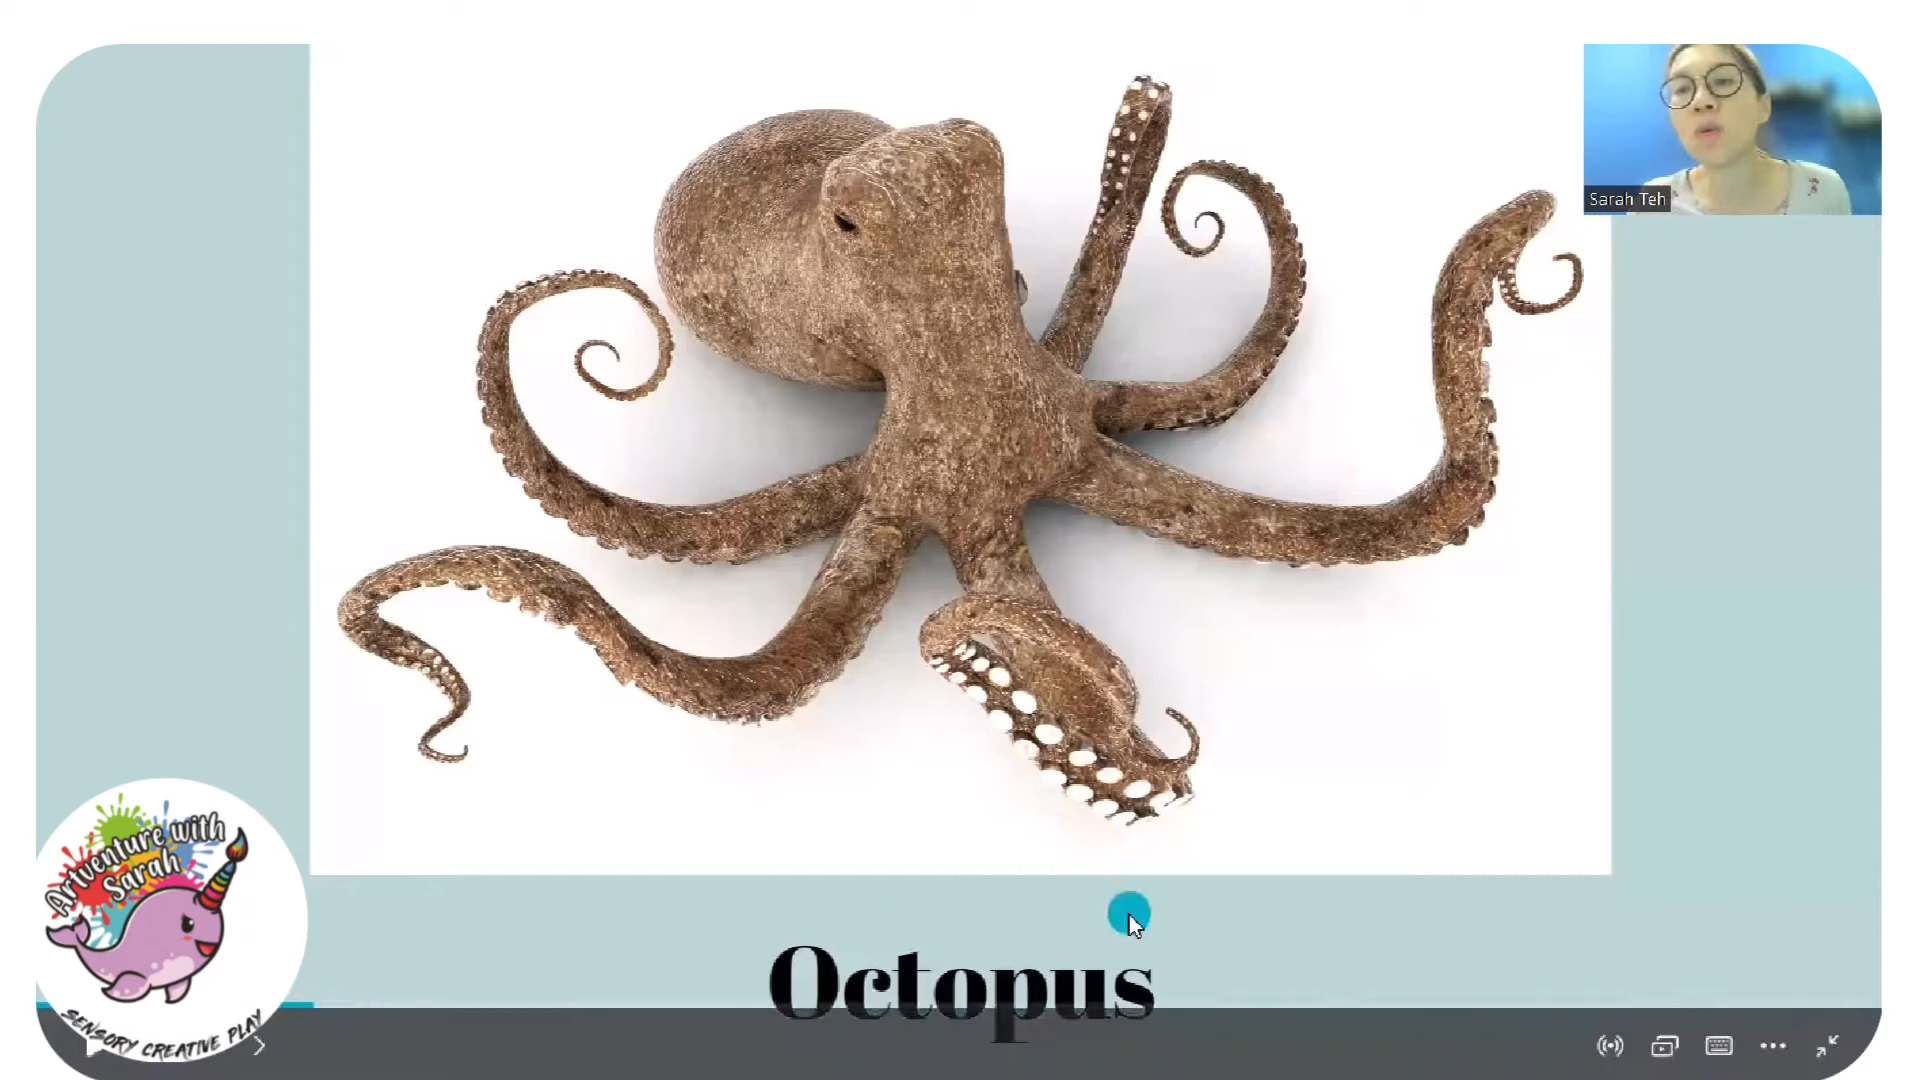 Sarah Teh
Artventure with
Sarah
SENSORY CREATIVE PLAY
Octopus